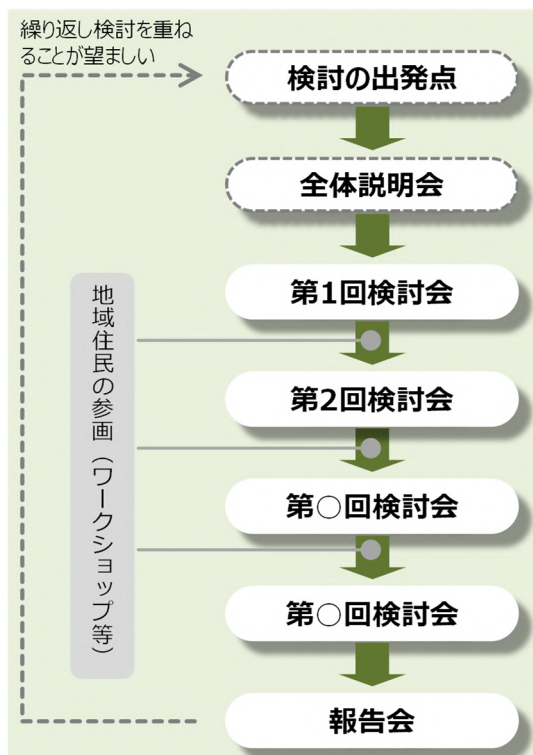 繰り返し検討を重ね
ることが望ましい
検討の出発点
全体説明会
第1回検討会
地域住民の参画（ワークショップ等）
第2回検討会
第○回検討会
第○回検討会
報告会